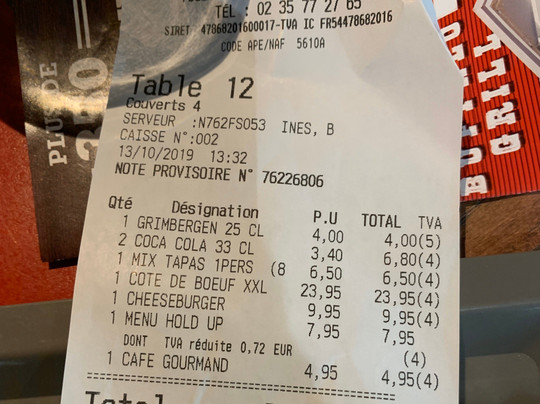 TÉL : 02 35 77 27 65
SIRET 47868201600017-TVA IC FR54478682016
CODE APE/NAF 5610A
Table 12
Couverts 4
SERVEUR :N762FS053 INES, B
CAISSE N°:002
13/10/2019 13:32
NOTE PROVISOIRE N° 76226806
Qté Désignation P.U TOTAL TVA
1 GRIMBERGEN 25 CL 4,00 4,00(5)
2 COCA COLA 33 CL 3,40 6,80(4)
1 MIX TAPAS 1PERS (8 6,50 6,50(4)
1 COTE DE BOEUF XXL 23,95 23,95(4)
1 CHEESEBURGER 9,95 9,95(4)
1 MENU HOLD UP 7,95 7,95
DONT TVA réduite 0,72 EUR (4)
1 CAFE GOURMAND 4,95 4,95(4)
Total
PLUS DE
350
BUFFALO
GRILL